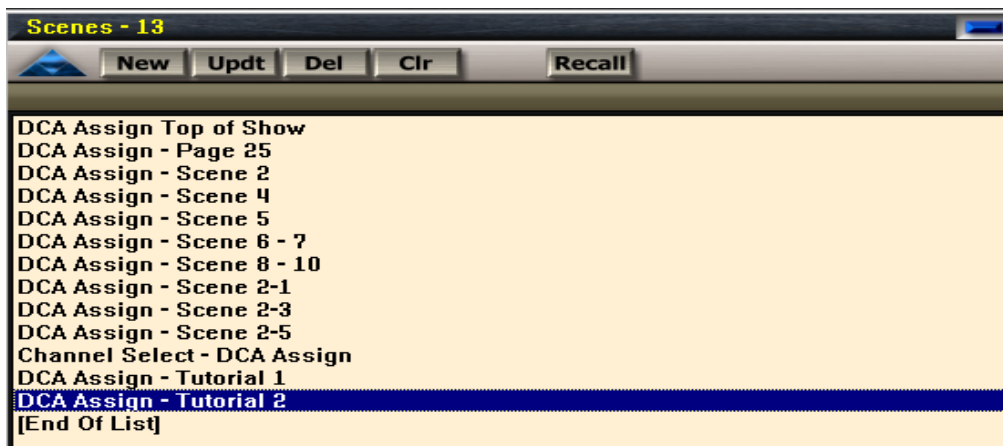 Scenes - 13
New Updt Del Clr Recall
DCA Assign Top of Show
DCA Assign - Page 25
DCA Assign - Scene 2
DCA Assign - Scene 4
DCA Assign - Scene 5
DCA Assign - Scene 6 - 7
DCA Assign - Scene 8 - 10
DCA Assign - Scene 2-1
DCA Assign - Scene 2-3
DCA Assign - Scene 2-5
Channel Select - DCA Assign
DCA Assign - Tutorial 1
DCA Assign - Tutorial 2
[End Of List]